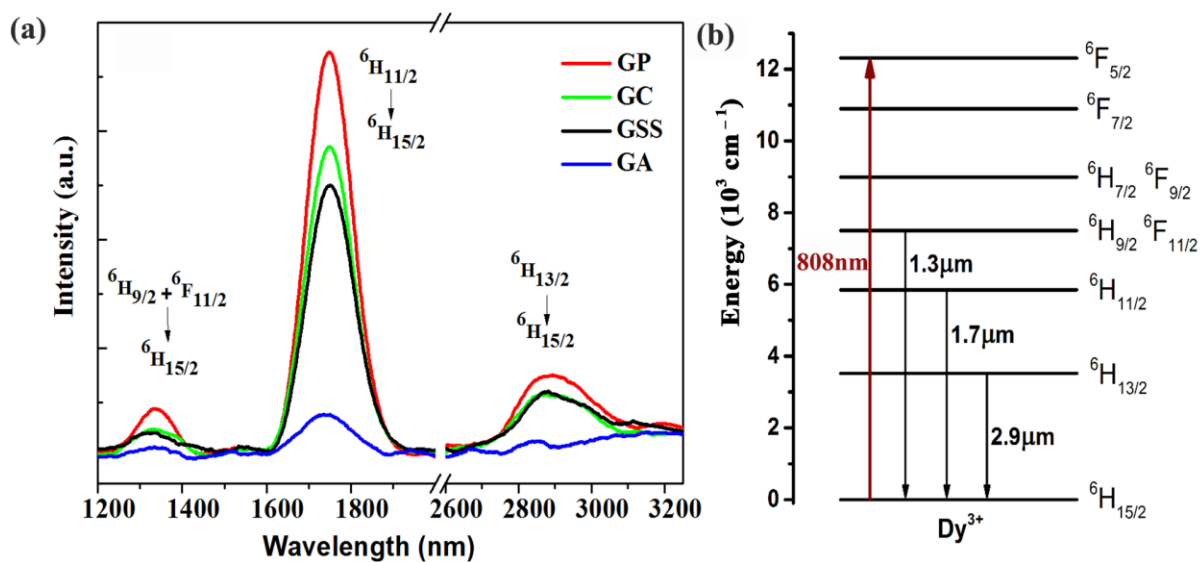 (a)
Intensity (a.u.)
⁶H₁₁/₂
⁶H₁₅/₂
GP
GC
GSS
GA
⁶H₉/₂ + ⁶F₁₁/₂
⁶H₁₅/₂
⁶H₁₃/₂
⁶H₁₅/₂
1200 1400 1600 1800 2800 3000 3200
Wavelength (nm)
(b)
Energy (10³ cm⁻¹)
12
10
8
6
4
2
0
808nm
1.3μm
1.7μm
2.9μm
⁶F₅/₂
⁶F₇/₂
⁶H₇/₂ ⁶F₉/₂
⁶H₉/₂ ⁶F₁₁/₂
⁶H₁₁/₂
⁶H₁₃/₂
⁶H₁₅/₂
Dy³⁺